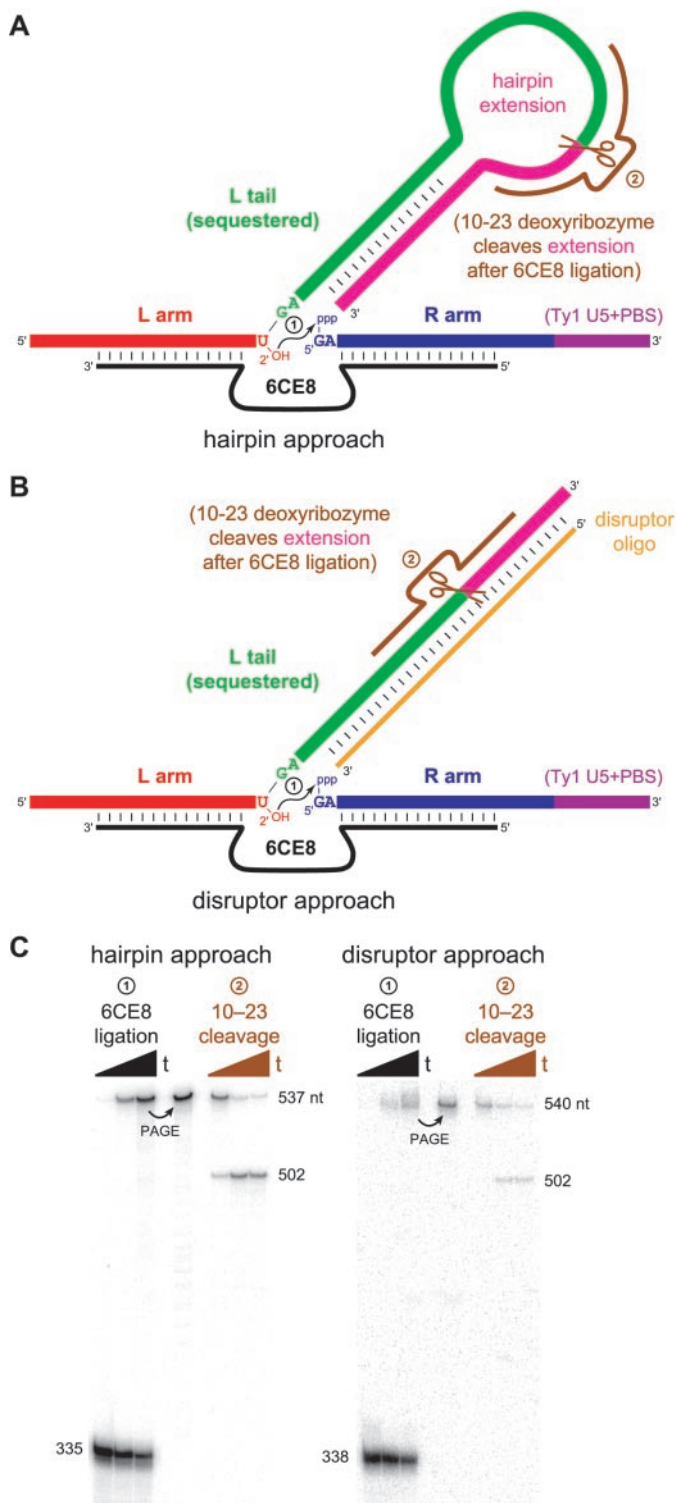 A
hairpin
extension
②
L tail
(sequestered)
(10-23 deoxyribozyme
cleaves extension
after 6CE8 ligation)
A
G
ppp
3'
①
L arm
R arm
(Ty1 U5+PBS)
5'
U
2'
OH
5'
GA
3'
3'
6CE8
5'
hairpin approach
B
3'
5'
(10-23 deoxyribozyme
cleaves extension
after 6CE8 ligation)
②
disruptor
oligo
L tail
(sequestered)
A
G
ppp
3'
①
L arm
R arm
(Ty1 U5+PBS)
5'
U
2'
OH
5'
GA
3'
3'
6CE8
5'
disruptor approach
C
hairpin approach
①
6CE8
ligation
②
10–23
cleavage
t
t
537 nt
PAGE
502
335
disruptor approach
①
6CE8
ligation
②
10–23
cleavage
t
t
540 nt
PAGE
502
338